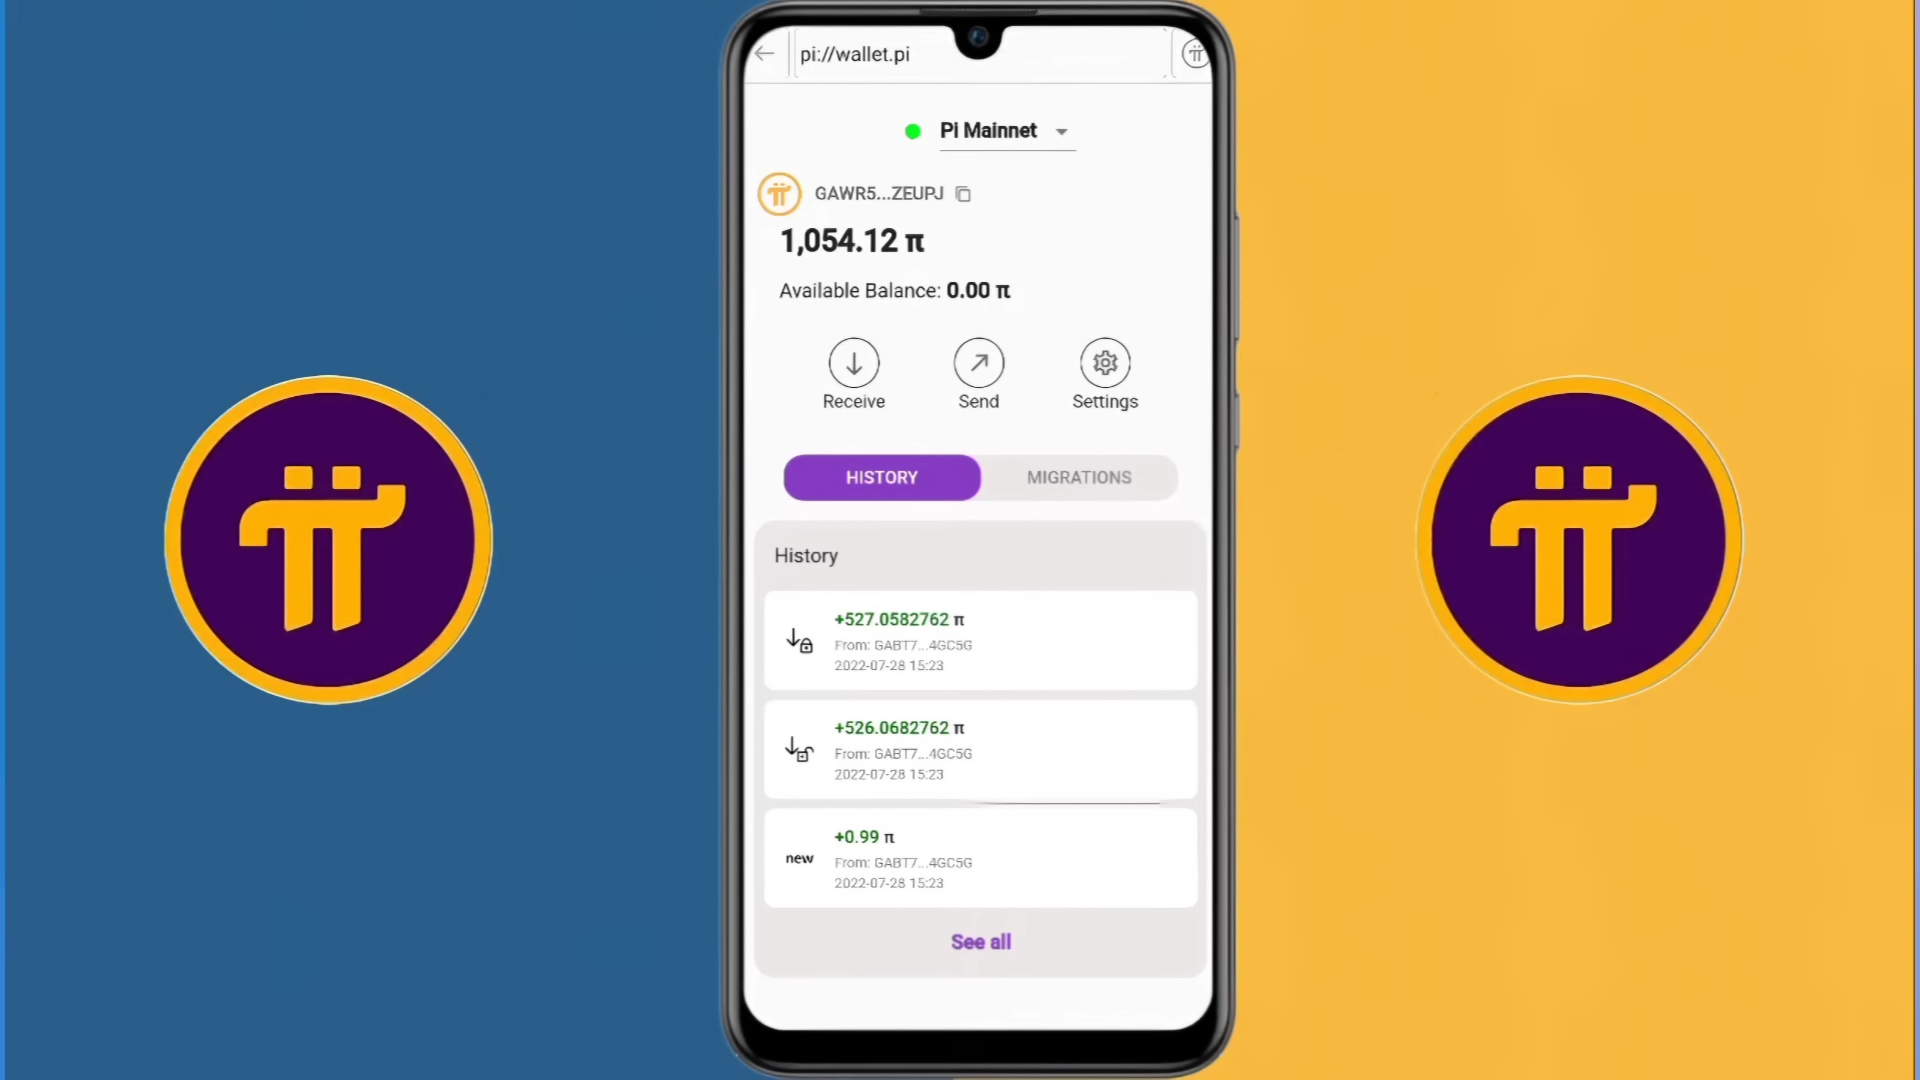 pi://wallet.pi
Pi Mainnet
GAWR5...ZEUPJ
1,054.12 π
Available Balance: 0.00 π
Receive
Send
Settings
HISTORY
MIGRATIONS
History
+527.0582762 π
From: GABT7...4GC5G
2022-07-28 15:23
+526.0682762 π
From: GABT7...4GC5G
2022-07-28 15:23
new
+0.99 π
From: GABT7...4GC5G
2022-07-28 15:23
See all